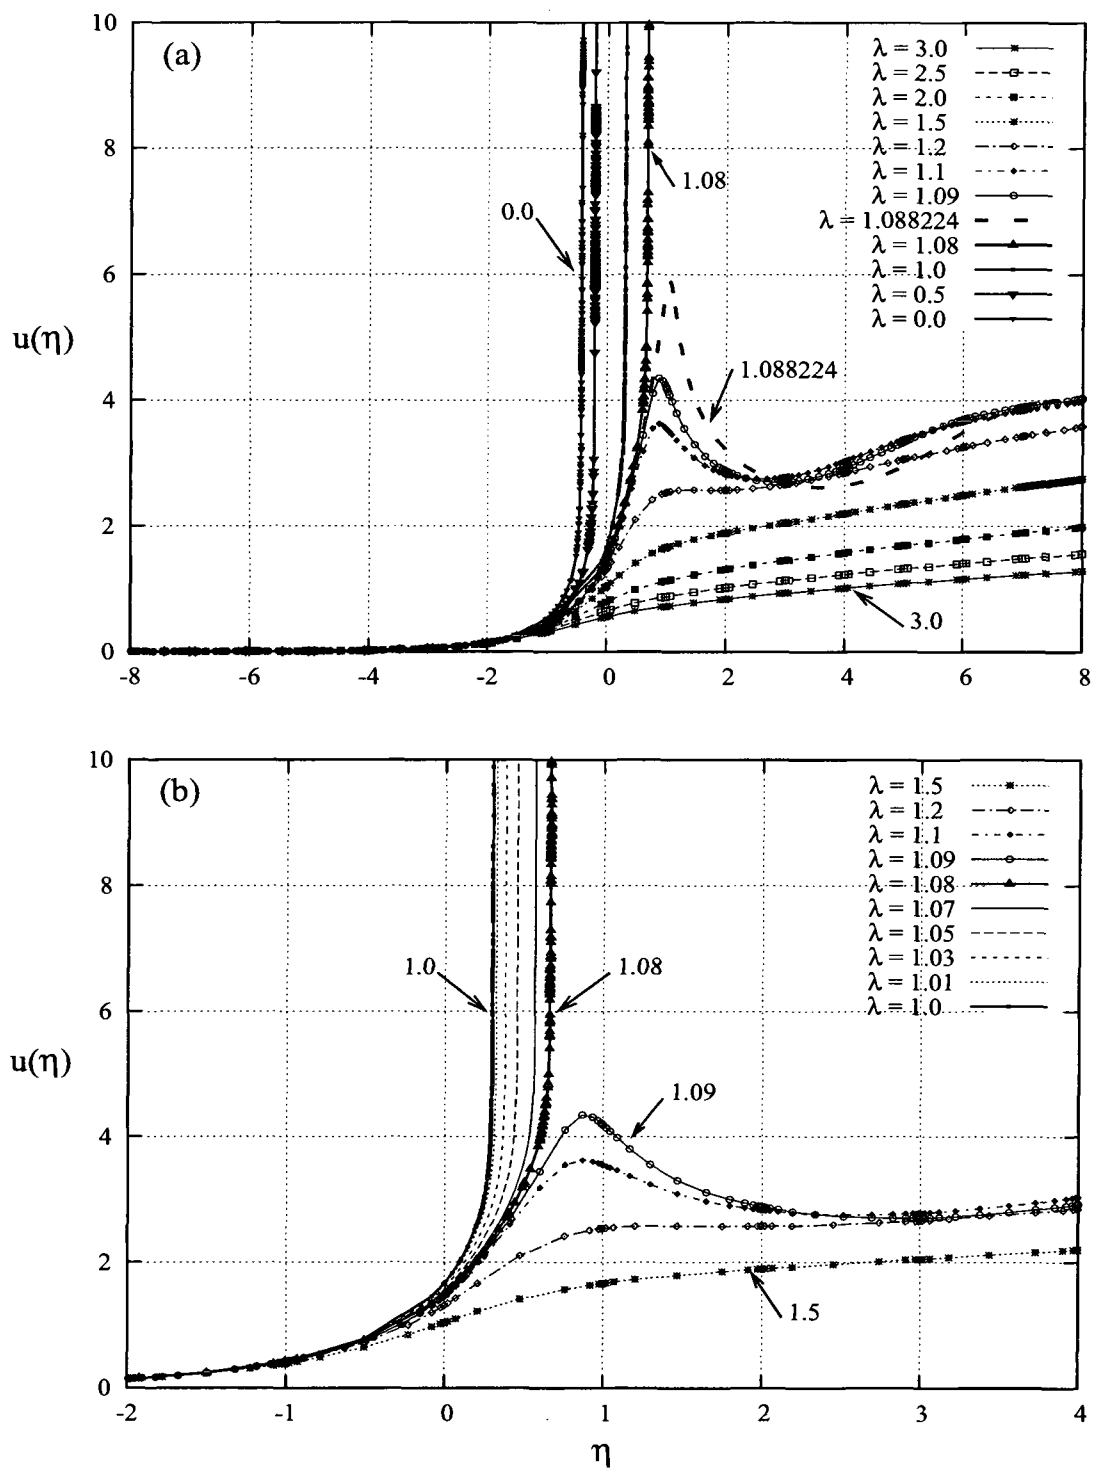 10
(a)
λ = 3.0
λ = 2.5
λ = 2.0
8
λ = 1.5
λ = 1.2
λ = 1.1
1.08
λ = 1.09
0.0
λ = 1.088224
λ = 1.08
6
λ = 1.0
λ = 0.5
λ = 0.0
u(η)
1.088224
4
2
3.0
0
-8 -6 -4 -2 0 2 4 6 8
10
(b)
λ = 1.5
λ = 1.2
λ = 1.1
λ = 1.09
8
λ = 1.08
λ = 1.07
λ = 1.05
1.0
1.08
λ = 1.03
λ = 1.01
6
λ = 1.0
u(η)
1.09
4
2
1.5
0
-2 -1 0 1 2 3 4
η